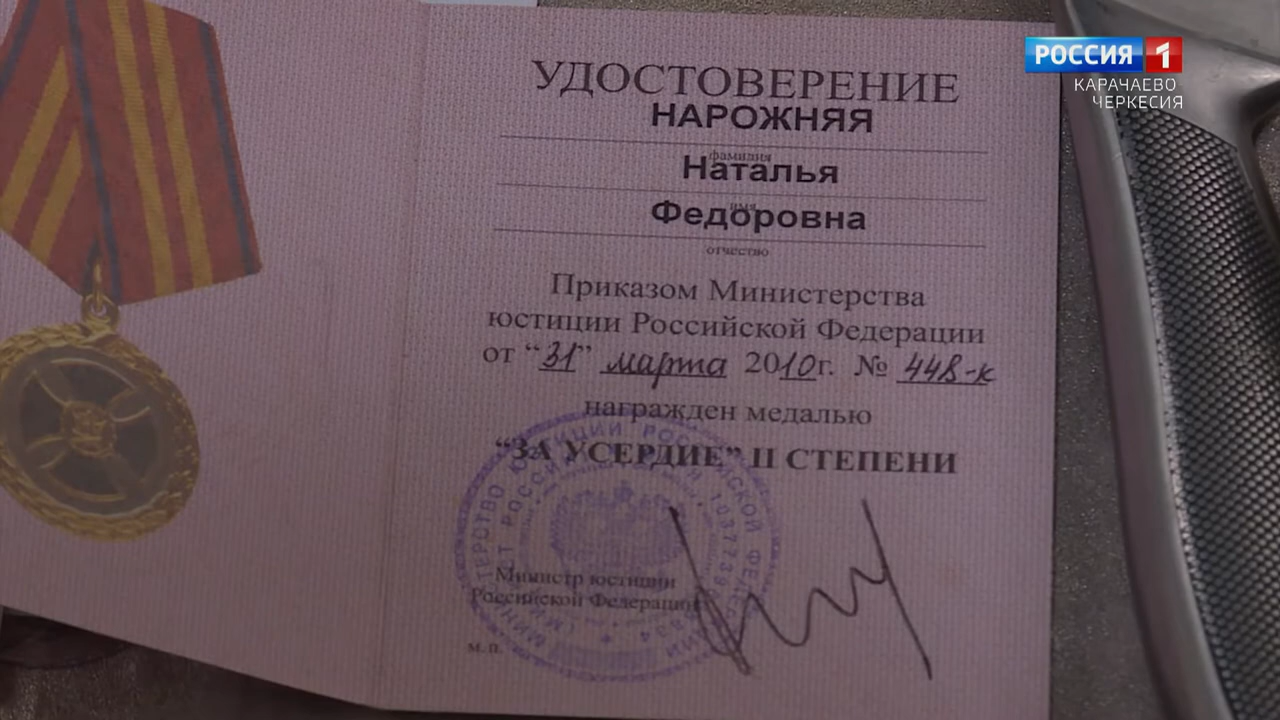 РОССИЯ 1
КАРАЧАЕВО
ЧЕРКЕСИЯ
УДОСТОВЕРЕНИЕ
НАРОЖНЯЯ
фамилия
Наталья
имя
Федоровна
отчество
Приказом Министерства
юстиции Российской Федерации
от “31” марта 2010г. № 448-к
награжден медалью
“ЗА УСЕРДИЕ” II СТЕПЕНИ
Министр юстиции
Российской Федерации
м.п.